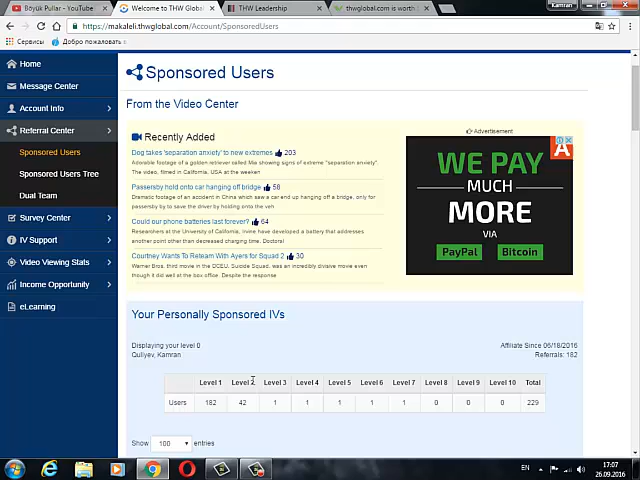 Böyük Pullar - YouTube
Welcome to THW Global
THW Leadership
thwglobal.com is worth $
Kamran
https://makaleli.thwglobal.com/Account/SponsoredUsers
Сервисы
Добро пожаловать
Home
Message Center
Account Info
Referral Center
Sponsored Users
Sponsored Users Tree
Dual Team
Survey Center
IV Support
Video Viewing Stats
Income Opportunity
eLearning
Sponsored Users
From the Video Center
Recently Added
Dog takes 'separation anxiety' to new extremes 203
Adorable footage of a golden retriever called Mie showing signs of extreme "separation anxiety".
The video, filmed in California, USA at the weeken
Passersby hold onto car hanging off bridge 58
Dramatic footage of an accident in China which saw a car end up hanging off a bridge, only for
passersby to save the driver by holding onto the veh
Could our phone batteries last forever? 64
Researchers at the University of California, Irvine have developed a battery that addresses
another point other than decreased charging time. Doctoral
Courtney Wants To Reteam With Ayers for Squad 2 30
Warner Bros. third movie in the DCEU, Suicide Squad, was an incredibly divisive movie even
though it did well at the box office. Despite the response
Advertisement
WE PAY
MUCH
MORE
VIA
PayPal Bitcoin
Your Personally Sponsored IVs
Displaying your level 0
Quliyev, Kamran
Affiliate Since 06/18/2016
Referrals: 182
Level 1 Level 2 Level 3 Level 4 Level 5 Level 6 Level 7 Level 8 Level 9 Level 10 Total
Users 182 42 1 1 1 1 1 0 0 0 229
Show 100 entries
EN
17:07
26.09.2016